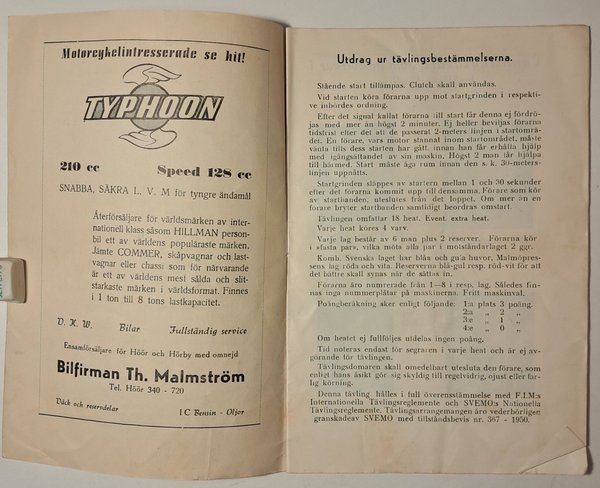 Motorcykelintresserade se hit!
TYPHOON
210 cc Speed 128 cc
SNABBA, SÄKRA L. V. M för tyngre ändamål
Återförsäljare för världsmärken av inter-
nationell klass såsom HILLMAN person-
bil ett av världens populäraste märken.
Jämte COMMER, skåpvagnar och last-
vagnar eller chassi som för närvarande
är ett av världens mest sålda och slit-
starkaste märken i världsformat. Finnes
i 1 ton till 8 tons lastkapacitet.
D. K. W. Bilar Fullständig service
Ensamförsäljare för Höör och Hörby med omnejd
Bilfirman Th. Malmström
Tel. Höör 340 - 720
Däck och reservdelar I C Bensin - Oljor
Utdrag ur tävlingsbestämmelserna.
Stående start tillämpas. Clutch skall användas.
Vid starten köra förarna upp mot startgrinden i respekti-
ve inbördes ordning.
Efter det signal kallat förarna till start får denna ej fördrö-
jas med mer än högst 2 minuter. Ej heller beviljas förarna
tidsfrist efter det att de passerat 2-meters linjen i startområ-
det. En förare, vars motor stannat inom startområdet, måste
vänta tills dess starten har gått, innan han får erhålla hjälp
med igångsättandet av sin maskin. Högst 2 man får hjälpa
till härmed. Start måste äga rum innan den s. k. 30-meters-
linjen uppnåtts.
Startgrinden släppes av startern mellan 1 och 30 sekunder
efter det förarna kommit upp till densamma. Förare som kör
av startbandet, uteslutes från det loppet. Om mer än en
förare bryter startbanden samtidigt beordras omstart.
Tävlingen omfattar 18 heat. Event. extra heat.
Varje heat köres 4 varv.
Varje lag består av 6 man plus 2 reserver. Förarna kör
i »fasta par», vilka möta alla par i motståndarlaget 2 ggr.
Komb. Svenska laget har blåa och gula huvor, Malmöpres-
sens lag röda och vita. Reserverna blå-gul resp. röd-vit för att
det bättre skall synas när de sättas in.
Förarna äro numrerade från 1—8 i resp. lag. Således fin-
nas inga nummerplåtar på maskinerna. Fritt maskinval.
Poängberäkning sker enligt följande: 1:a plats 3 poäng.
2:a „ 2 „
3:e „ 1 „
4:e „ 0 „
Om heatet ej fullföljes utdelas ingen poäng.
Tid noteras endast för segraren i varje heat och är ej av-
görande för tävlingen.
Tävlingsdomaren skall omedelbart utesluta den förare, som
enligt hans åsikt gör sig skyldig till regelvidrig, ojust eller far-
lig körning.
Denna tävling hålles i full överensstämmelse med F.I.M:s
Internationella Tävlingsreglemente och SVEMO:s Nationella
Tävlingsreglemente. Tävlingsarrangemangen äro vederbörligen
granskade av SVEMO med tillståndsbevis nr. 367 - 1950.